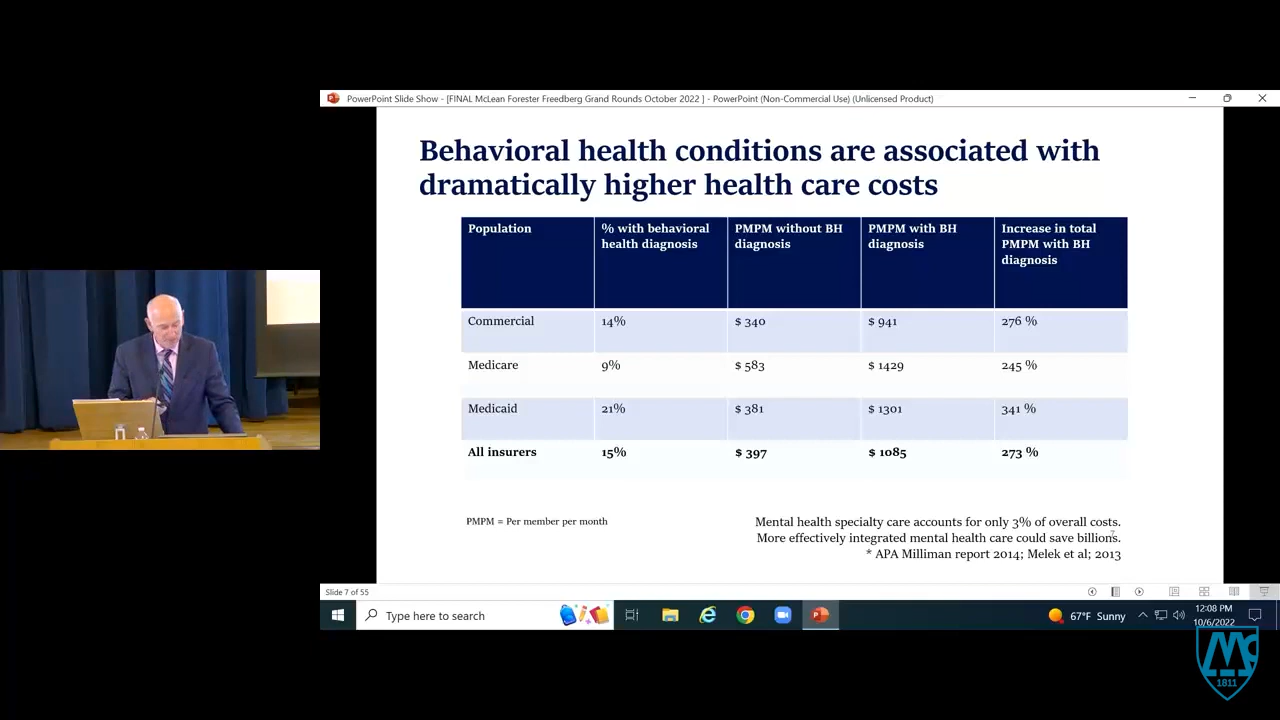 PowerPoint Slide Show - [FINAL McLean Forester Freedberg Grand Rounds October 2022 ] - PowerPoint (Non-Commercial Use) (Unlicensed Product)
Behavioral health conditions are associated with
dramatically higher health care costs
Population
% with behavioral
health diagnosis
PMPM without BH
diagnosis
PMPM with BH
diagnosis
Increase in total
PMPM with BH
diagnosis
Commercial
14%
$ 340
$ 941
276 %
Medicare
9%
$ 583
$ 1429
245 %
Medicaid
21%
$ 381
$ 1301
341 %
All insurers
15%
$ 397
$ 1085
273 %
PMPM = Per member per month
Mental health specialty care accounts for only 3% of overall costs.
More effectively integrated mental health care could save billions.
7
* APA Milliman report 2014; Melek et al; 2013
Slide 7 of 55
Type here to search
67°F Sunny
12:08 PM
10/6/2022
Mc
1811